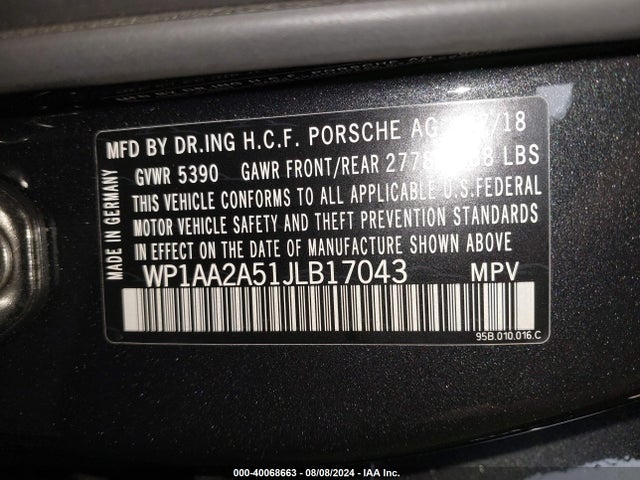 MFD BY DR.ING H.C.F. PORSCHE AG /18
GVWR 5390 GAWR FRONT/REAR LBS
THIS VEHICLE CONFORMS TO ALL APPLICABLE U.S.FEDERAL
MOTOR VEHICLE SAFETY AND THEFT PREVENTION STANDARDS
IN EFFECT ON THE DATE OF MANUFACTURE SHOWN ABOVE
MADE IN GERMANY
WP1AA2A51JLB17043 MPV
95B.010.016.C
000-40068663 - 08/08/2024 - IAA Inc.